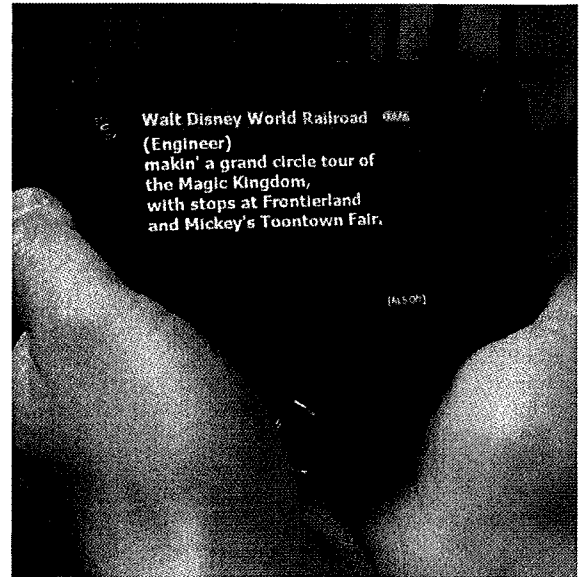 Walt Disney World Railroad
(Engineer)
makin' a grand circle tour of
the Magic Kingdom,
with stops at Frontierland
and Mickey's Toontown Fair.